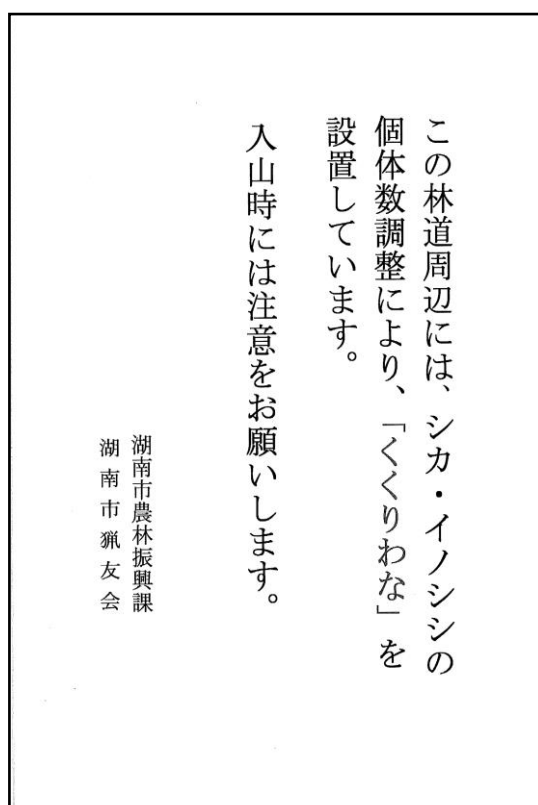 この林道周辺には、シカ・イノシシの
個体数調整により、「くくりわな」を
設置しています。
入山時には注意をお願いします。
湖南市農林振興課
湖南市猟友会